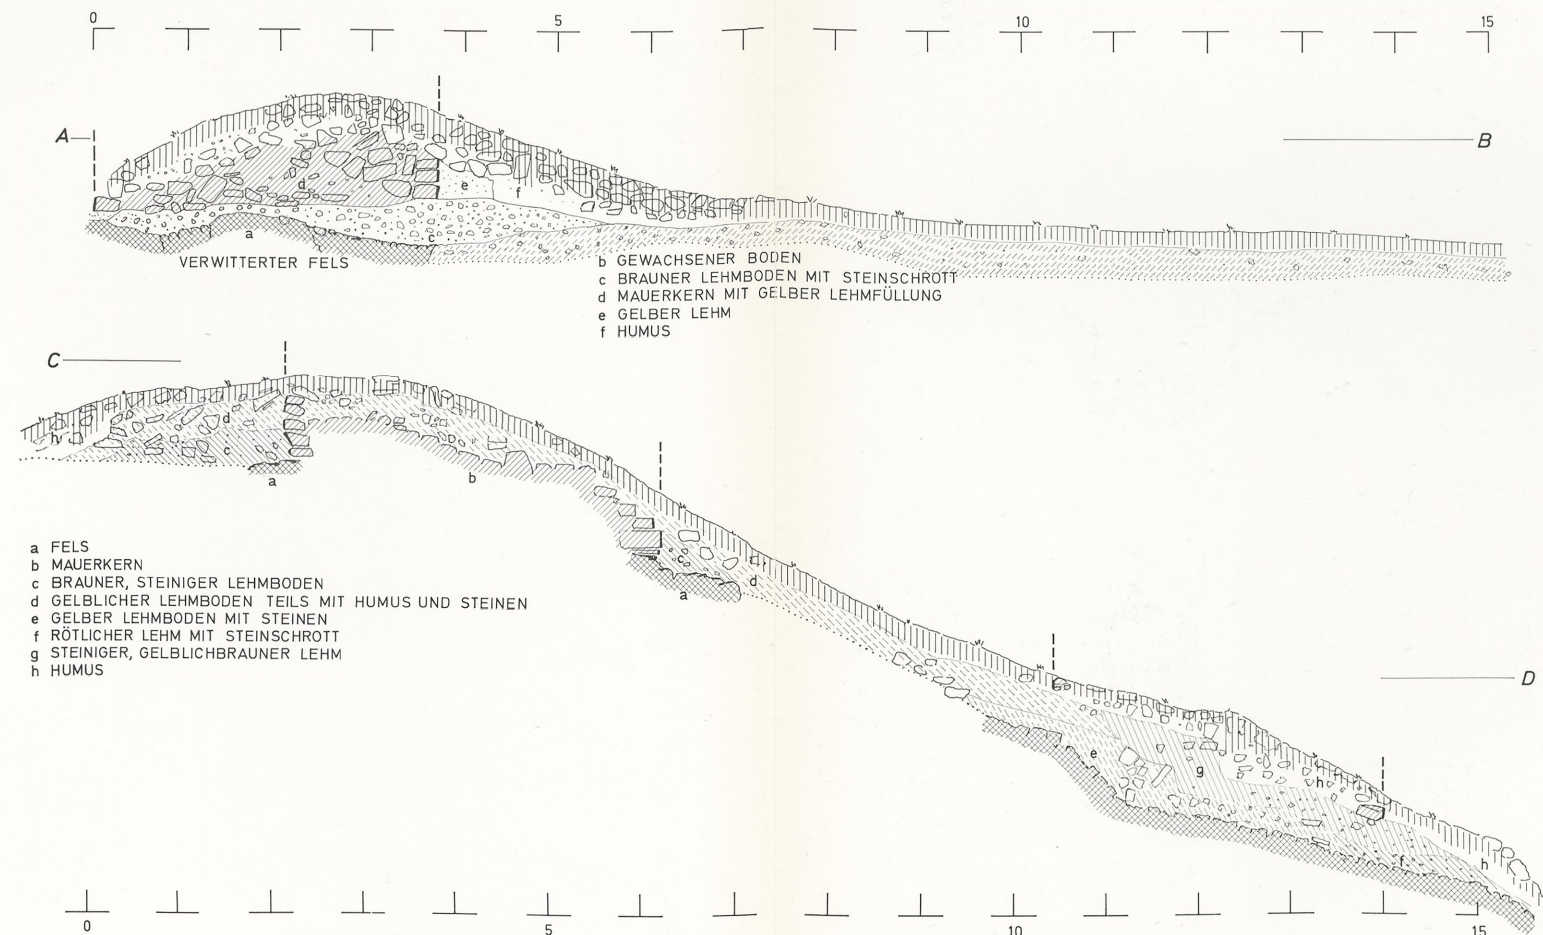 0 5 10 15
A B
d e f
a c
VERWITTERTER FELS
b GEWACHSENER BODEN
c BRAUNER LEHMBODEN MIT STEINSCHROTT
d MAUERKERN MIT GELBER LEHMFÜLLUNG
e GELBER LEHM
f HUMUS
C
d
h c
a b
a FELS
b MAUERKERN
c BRAUNER, STEINIGER LEHMBODEN
d GELBLICHER LEHMBODEN TEILS MIT HUMUS UND STEINEN
e GELBER LEHMBODEN MIT STEINEN
f RÖTLICHER LEHM MIT STEINSCHROTT
g STEINIGER, GELBLICHBRAUNER LEHM
h HUMUS
c
d
a
D
e g h
f h
0 5 10 15